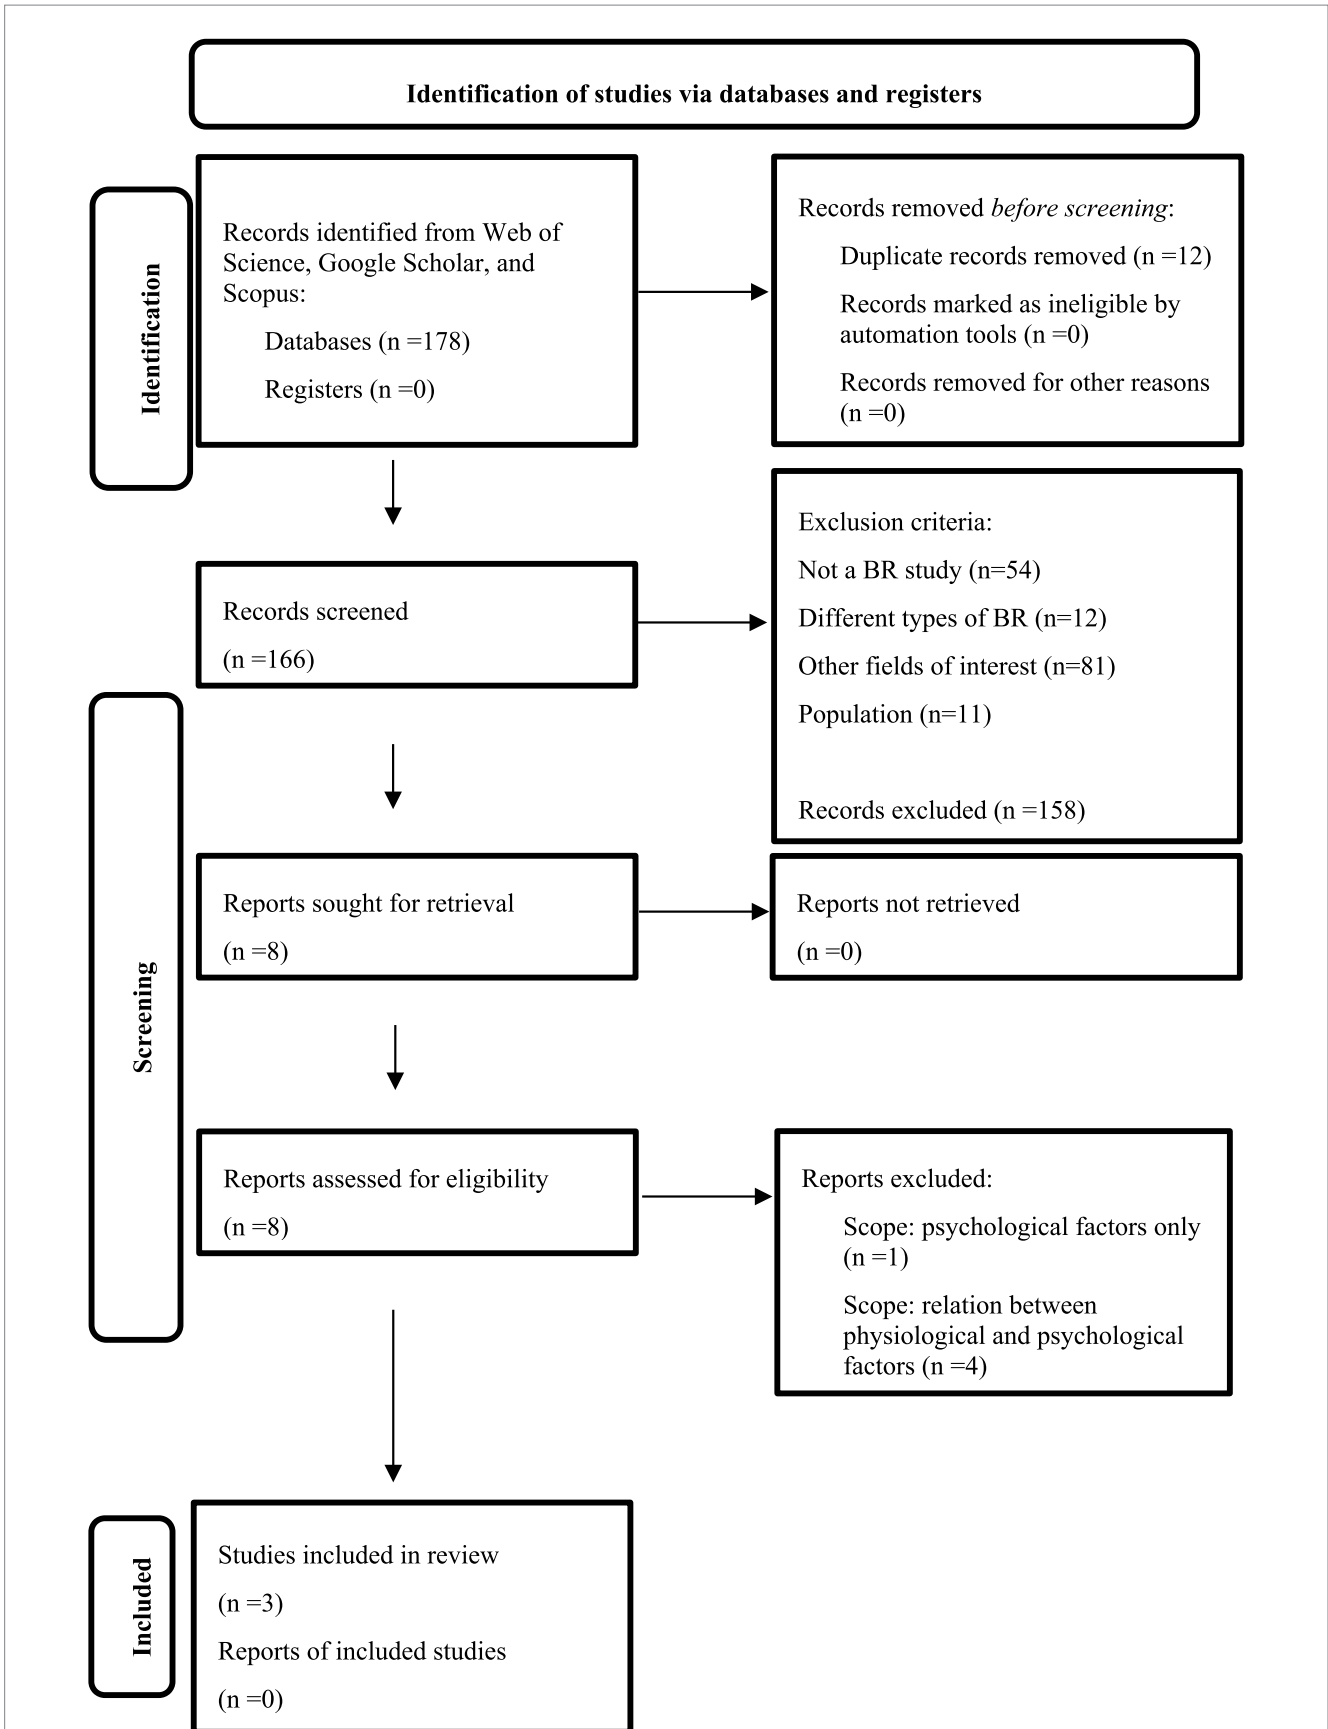 Identification of studies via databases and registers
Identification
Records identified from Web of
Science, Google Scholar, and
Scopus:
Databases (n =178)
Registers (n =0)
Records removed before screening:
Duplicate records removed (n =12)
Records marked as ineligible by
automation tools (n =0)
Records removed for other reasons
(n =0)
Records screened
(n =166)
Exclusion criteria:
Not a BR study (n=54)
Different types of BR (n=12)
Other fields of interest (n=81)
Population (n=11)
Records excluded (n =158)
Screening
Reports sought for retrieval
(n =8)
Reports not retrieved
(n =0)
Reports assessed for eligibility
(n =8)
Reports excluded:
Scope: psychological factors only
(n =1)
Scope: relation between
physiological and psychological
factors (n =4)
Included
Studies included in review
(n =3)
Reports of included studies
(n =0)